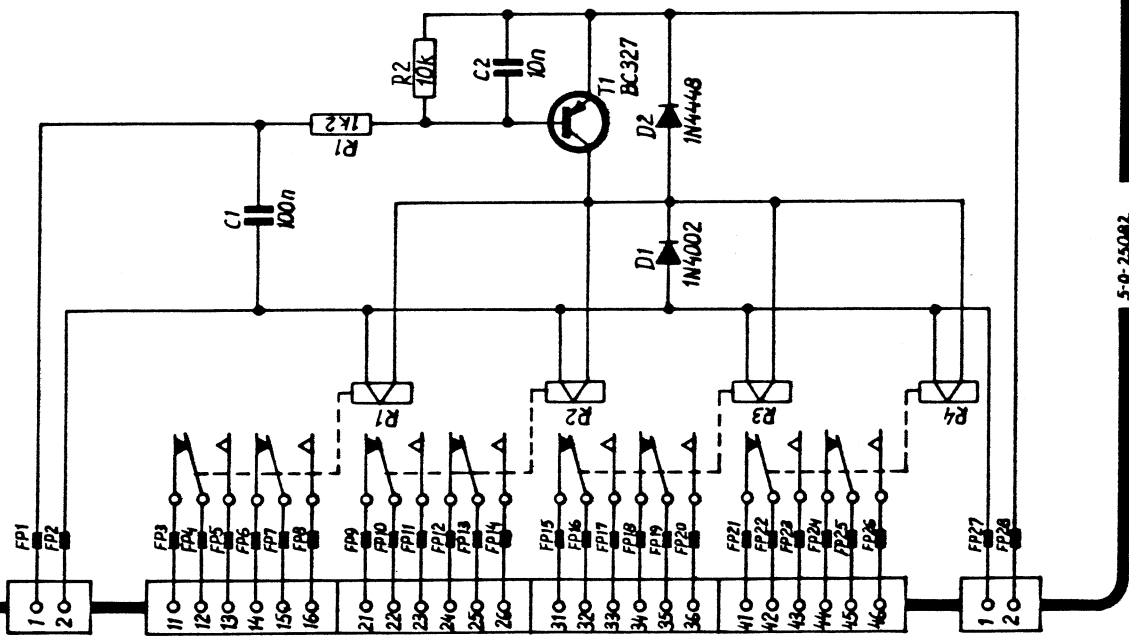 R2
10k
C2
10n
T1
BC327
D2
1N4448
1k2
R1
C1
100n
D1
1N4002
5-0-25082
R1
R2
R3
R4
FP1
FP2
FP3
FP4
FP5
FP6
FP7
FP8
FP9
FP10
FP11
FP12
FP13
FP14
FP15
FP16
FP17
FP18
FP19
FP20
FP21
FP22
FP23
FP24
FP25
FP26
FP27
FP28
1
2
11
12
13
14
15
16
21
22
23
24
25
26
31
32
33
34
35
36
41
42
43
44
45
46
1
2